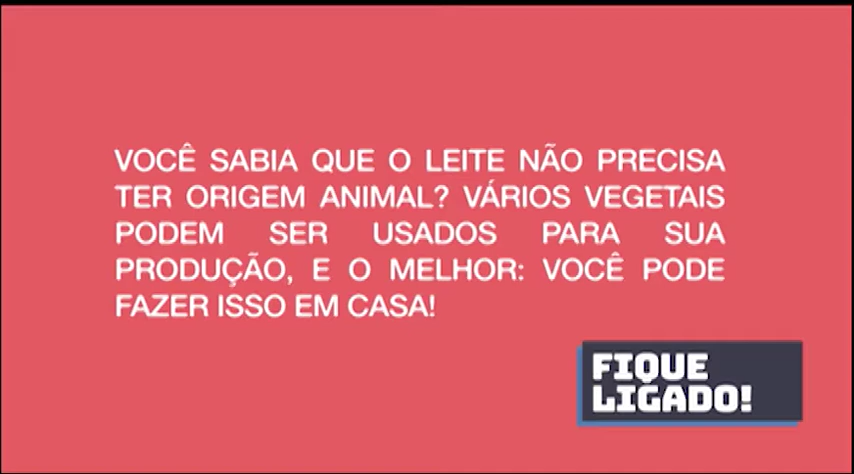 VOCÊ SABIA QUE O LEITE NÃO PRECISA
TER ORIGEM ANIMAL? VÁRIOS VEGETAIS
PODEM SER USADOS PARA SUA
PRODUÇÃO, E O MELHOR: VOCÊ PODE
FAZER ISSO EM CASA!
FIQUE
LIGADO!